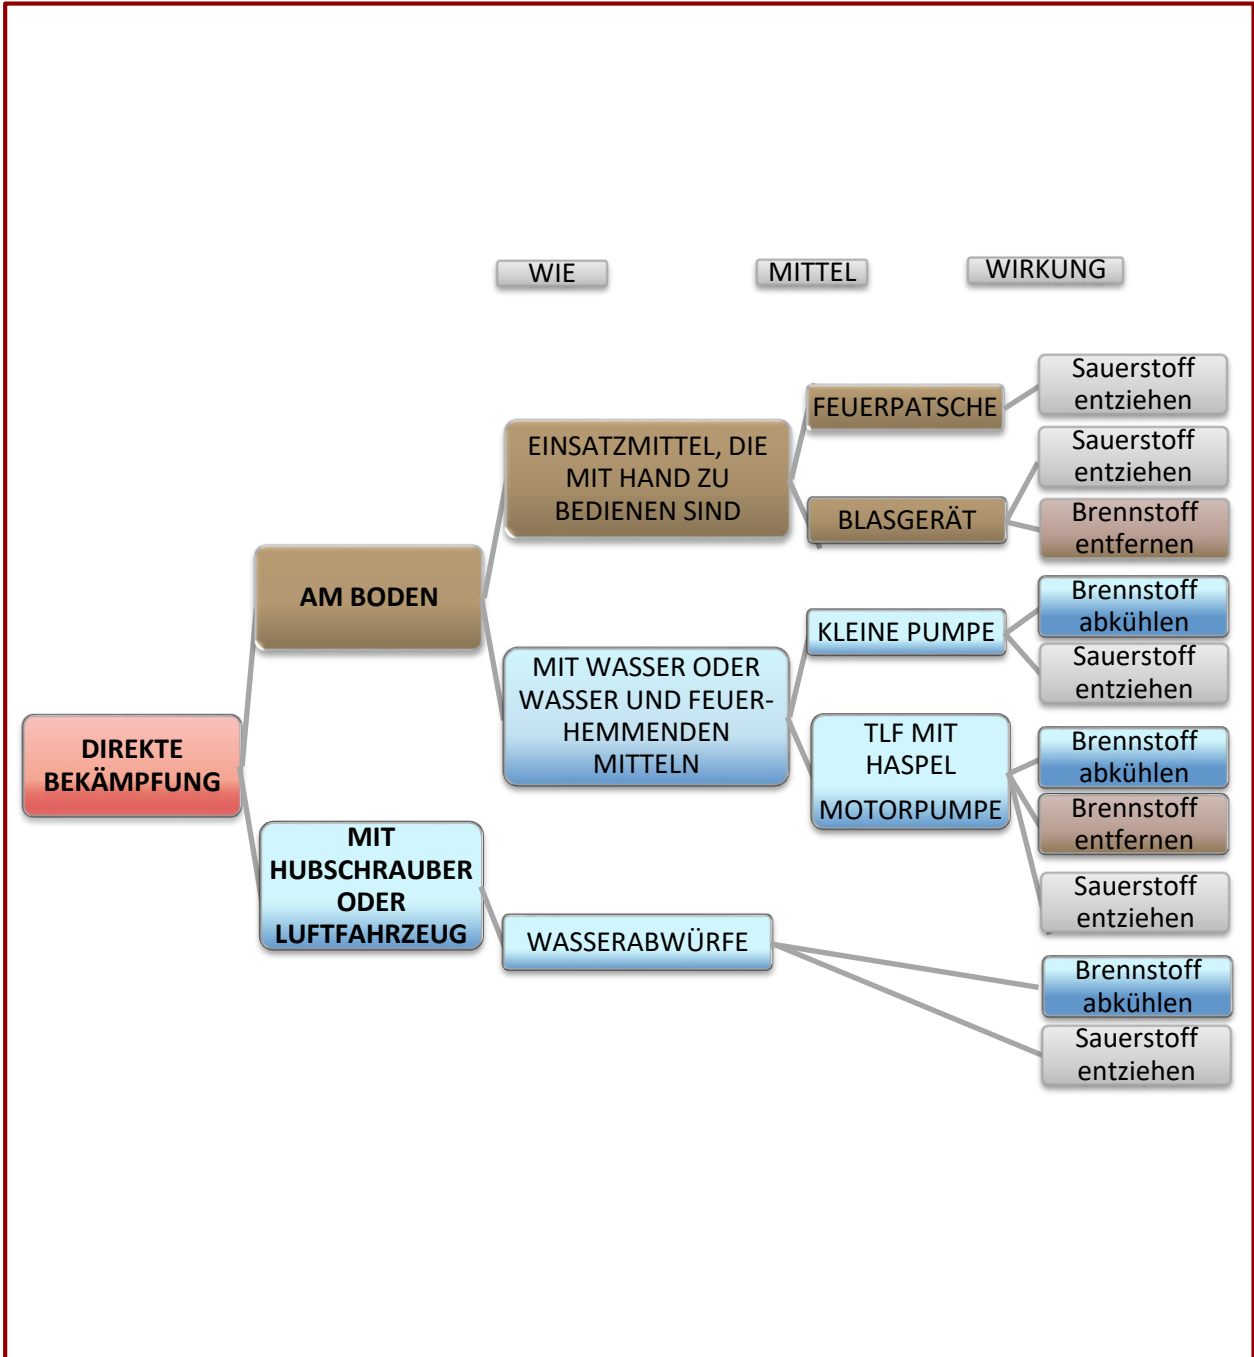 WIE
MITTEL
WIRKUNG
DIREKTE
BEKÄMPFUNG
AM BODEN
EINSATZMITTEL, DIE
MIT HAND ZU
BEDIENEN SIND
FEUERPATSCHE
Sauerstoff
entziehen
BLASGERÄT
Sauerstoff
entziehen
Brennstoff
entfernen
MIT WASSER ODER
WASSER UND FEUER-
HEMMENDEN
MITTELN
KLEINE PUMPE
Brennstoff
abkühlen
Sauerstoff
entziehen
TLF MIT
HASPEL
MOTORPUMPE
Brennstoff
abkühlen
Brennstoff
entfernen
Sauerstoff
entziehen
MIT
HUBSCHRAUBER
ODER
LUFTFAHRZEUG
WASSERABWÜRFE
Brennstoff
abkühlen
Sauerstoff
entziehen